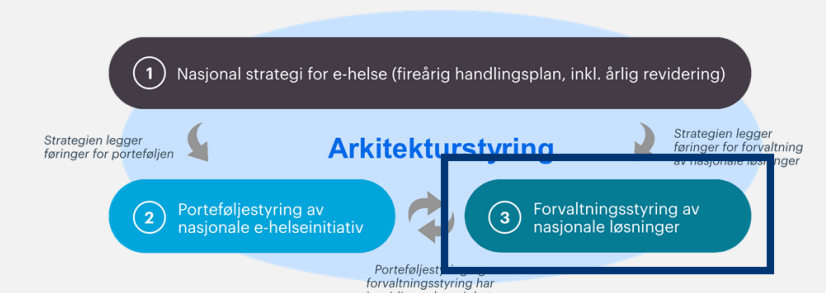 1 Nasjonal strategi for e-helse (fireårig handlingsplan, inkl. årlig revidering)
Strategien legger
føringer for porteføljen
Arkitekturstyring
Strategien legger
føringer for forvaltning
av nasjonale løsninger
2 Porteføljestyring av
nasjonale e-helseinitiativ
3 Forvaltningsstyring av
nasjonale løsninger
Porteføljestyring
forvaltningsstyring har